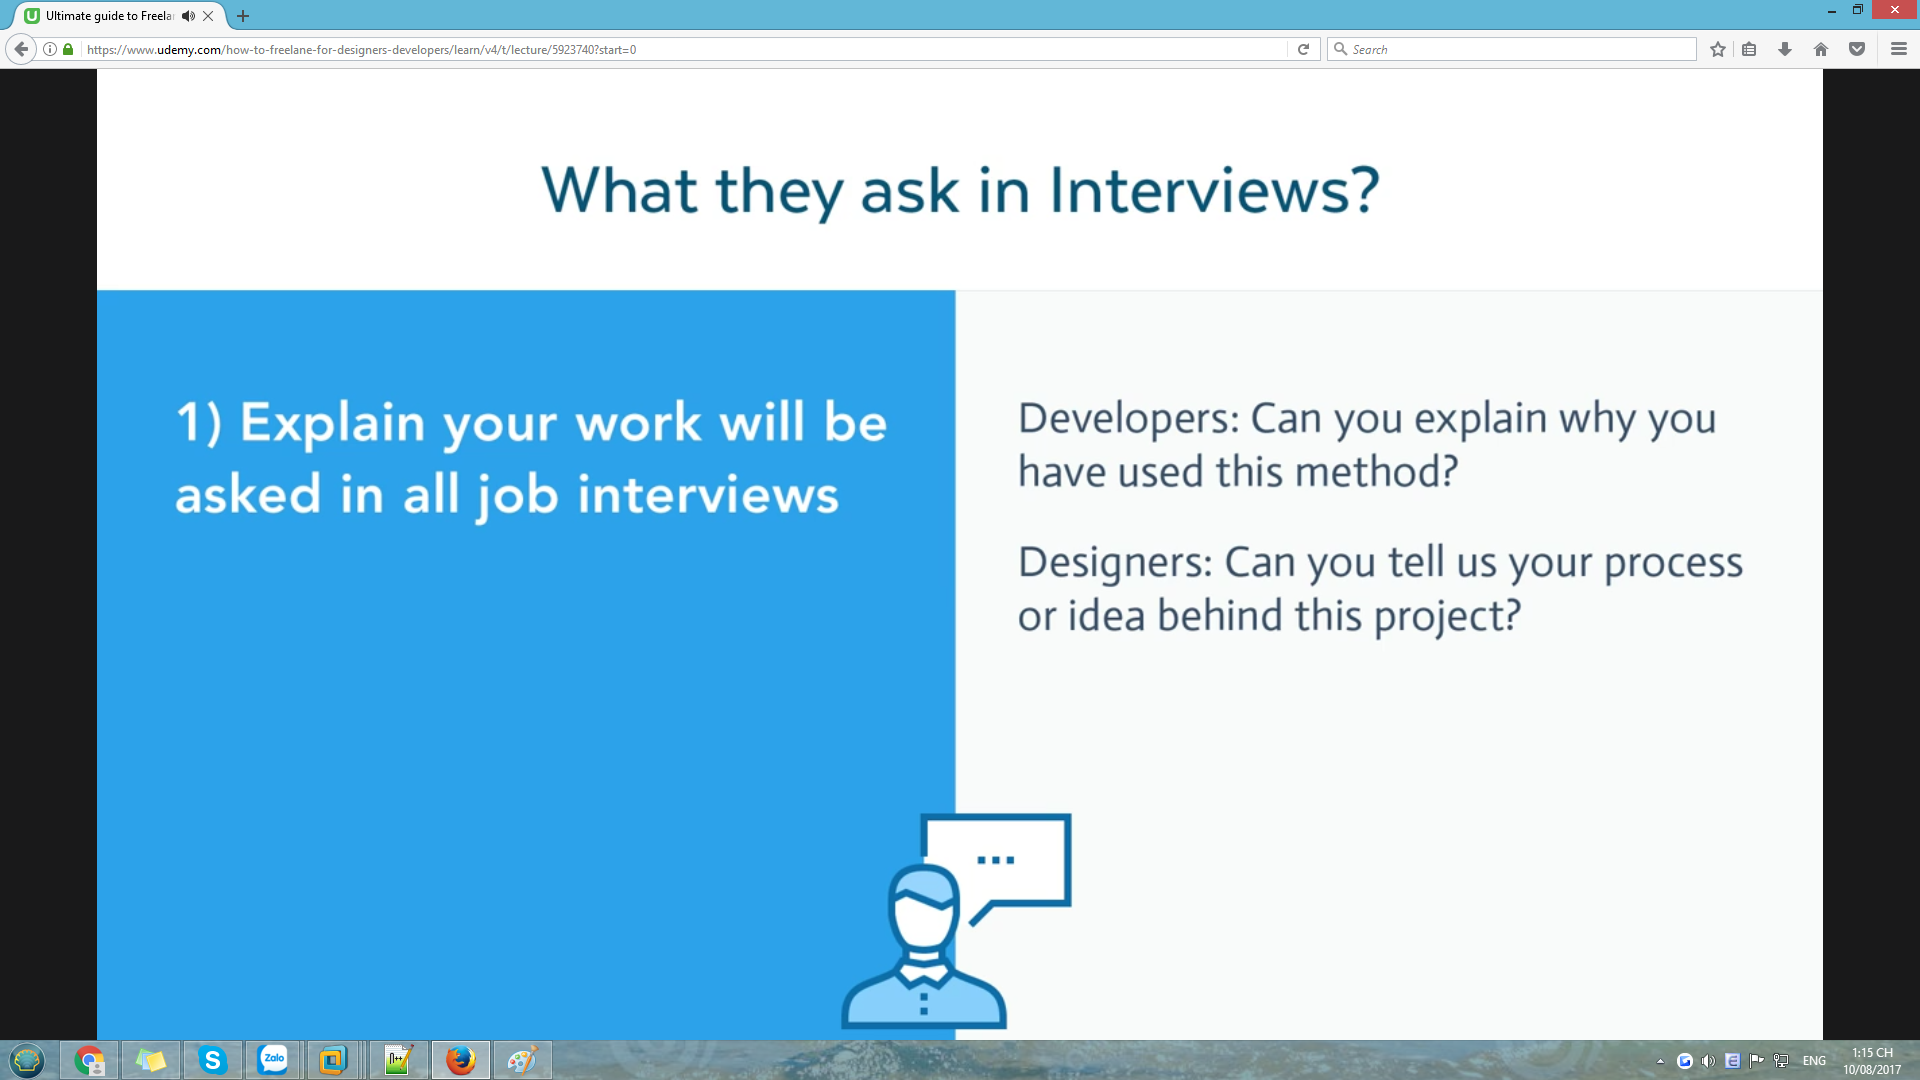 Ultimate guide to Freela
https://www.udemy.com/how-to-freelane-for-designers-developers/learn/v4/t/lecture/5923740?start=0
Search
What they ask in Interviews?
1) Explain your work will be
asked in all job interviews
Developers: Can you explain why you
have used this method?
Designers: Can you tell us your process
or idea behind this project?
...
Zalo
n++
ENG
1:15 CH
10/08/2017